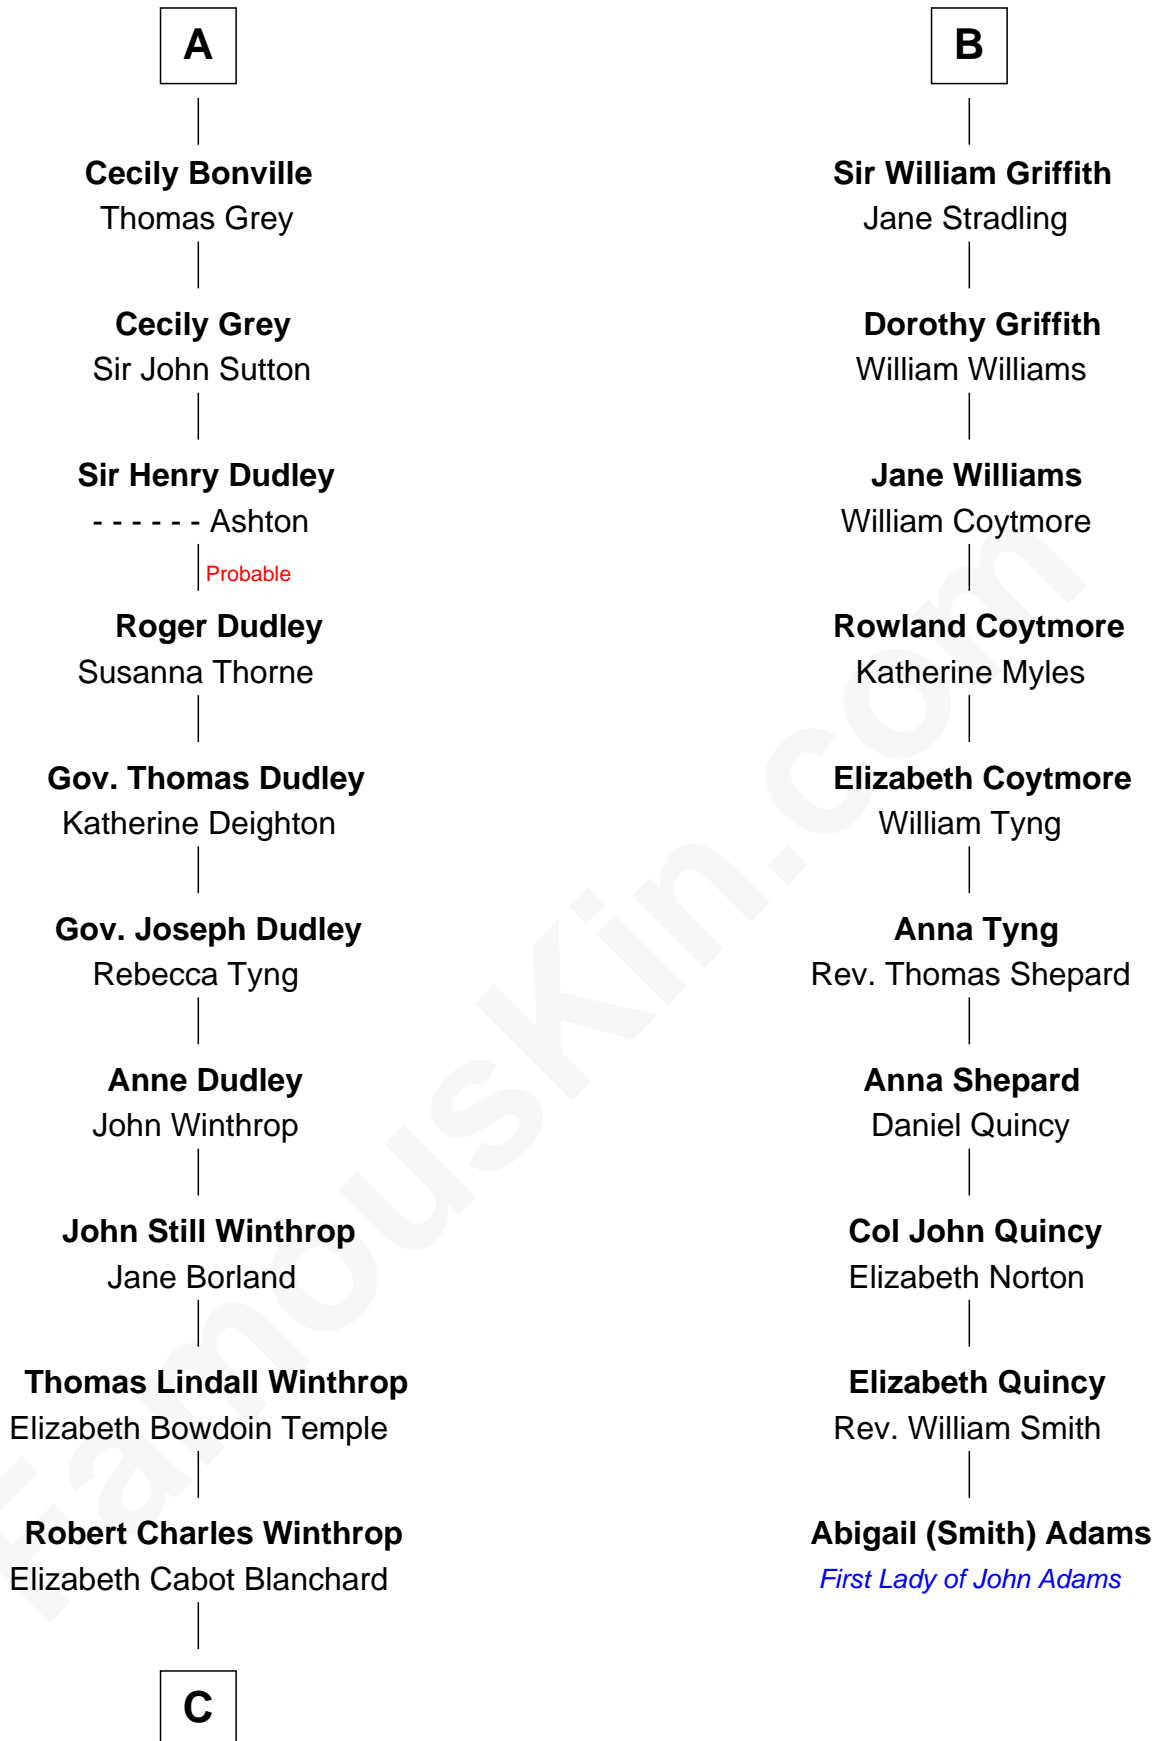 A
Cecily Bonville
Thomas Grey
Cecily Grey
Sir John Sutton
Sir Henry Dudley
- - - - - - Ashton
Probable
Roger Dudley
Susanna Thorne
Gov. Thomas Dudley
Katherine Deighton
Gov. Joseph Dudley
Rebecca Tyng
Anne Dudley
John Winthrop
John Still Winthrop
Jane Borland
Thomas Lindall Winthrop
Elizabeth Bowdoin Temple
Robert Charles Winthrop
Elizabeth Cabot Blanchard
C
B
Sir William Griffith
Jane Stradling
Dorothy Griffith
William Williams
Jane Williams
William Coytmore
Rowland Coytmore
Katherine Myles
Elizabeth Coytmore
William Tyng
Anna Tyng
Rev. Thomas Shepard
Anna Shepard
Daniel Quincy
Col John Quincy
Elizabeth Norton
Elizabeth Quincy
Rev. William Smith
Abigail (Smith) Adams
First Lady of John Adams
FamousKin.com